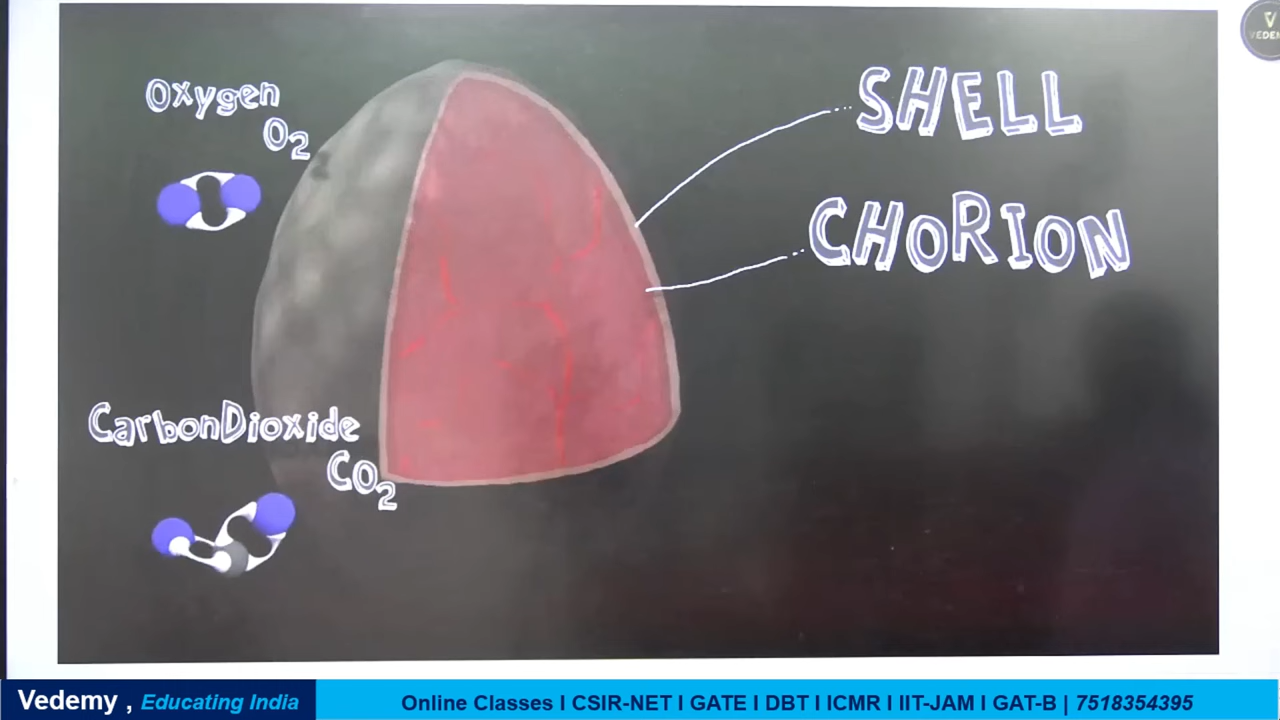 Oxygen
O2
SHELL
CHORION
CarbonDioxide
CO2
V
VEDEM
Vedemy , Educating India
Online Classes I CSIR-NET I GATE I DBT I ICMR I IIT-JAM I GAT-B | 7518354395